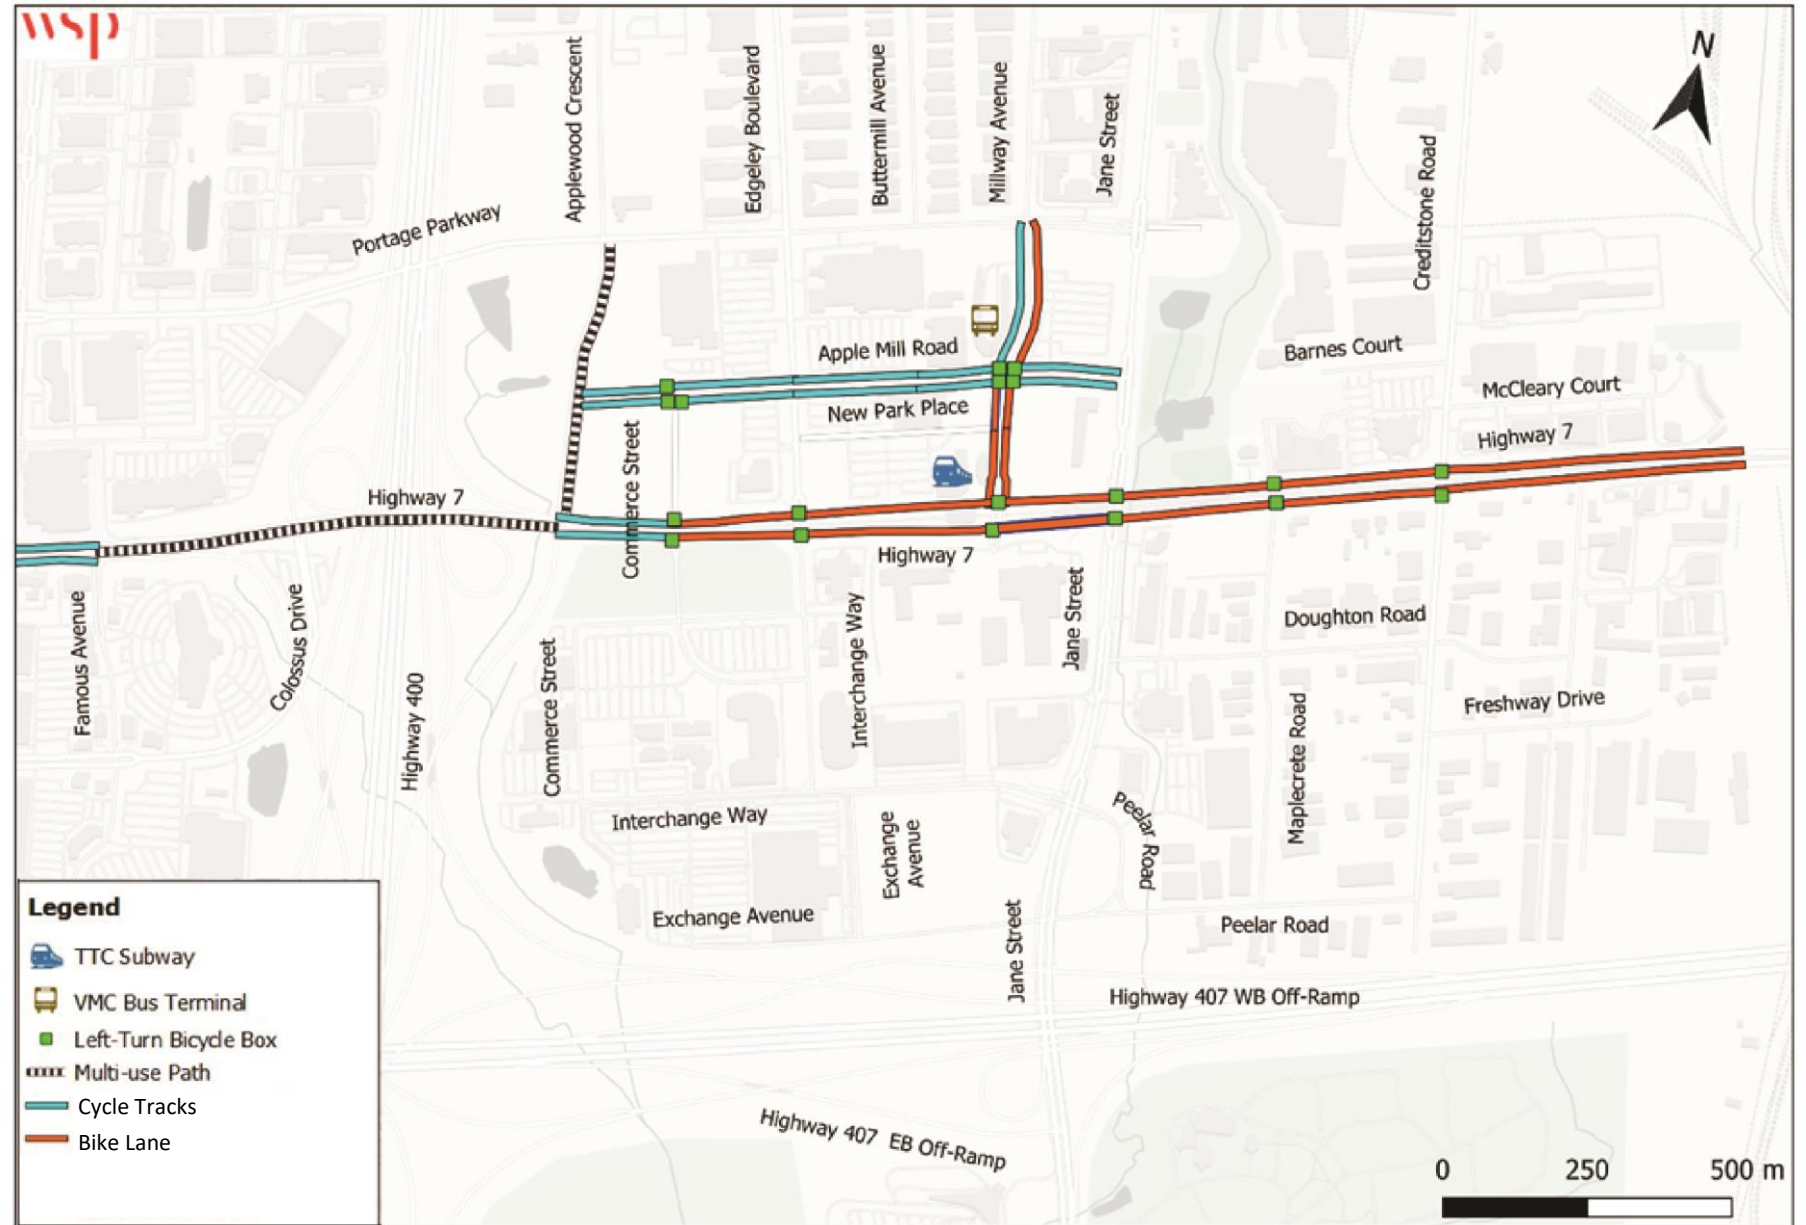 wsp
N
Applewood Crescent
Edgeley Boulevard
Buttermill Avenue
Millway Avenue
Jane Street
Creditstone Road
Portage Parkway
Apple Mill Road
Barnes Court
New Park Place
McCleary Court
Highway 7
Highway 7
Commerce Street
Highway 7
Famous Avenue
Colossus Drive
Highway 400
Commerce Street
Interchange Way
Jane Street
Doughton Road
Maplecrete Road
Freshway Drive
Interchange Way
Exchange
Avenue
Peelar Road
Exchange Avenue
Jane Street
Peelar Road
Highway 407 WB Off-Ramp
Highway 407 EB Off-Ramp
Legend
TTC Subway
VMC Bus Terminal
Left-Turn Bicycle Box
Multi-use Path
Cycle Tracks
Bike Lane
0 250 500 m